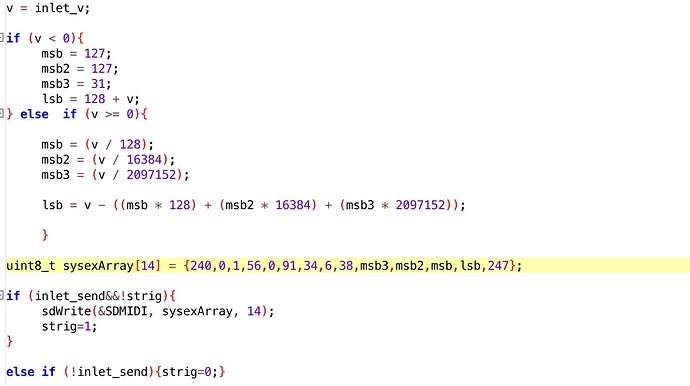 v = inlet_v;
if (v < 0){
msb = 127;
msb2 = 127;
msb3 = 31;
lsb = 128 + v;
} else  if (v >= 0){
msb = (v / 128);
msb2 = (v / 16384);
msb3 = (v / 2097152);
lsb = v - ((msb * 128) + (msb2 * 16384) + (msb3 * 2097152));
}
uint8_t sysexArray[14] = {240,0,1,56,0,91,34,6,38,msb3,msb2,msb,lsb,247};
if (inlet_send&&!strig){
sdWrite(&SDMIDI, sysexArray, 14);
strig=1;
}
else if (!inlet_send){strig=0;}